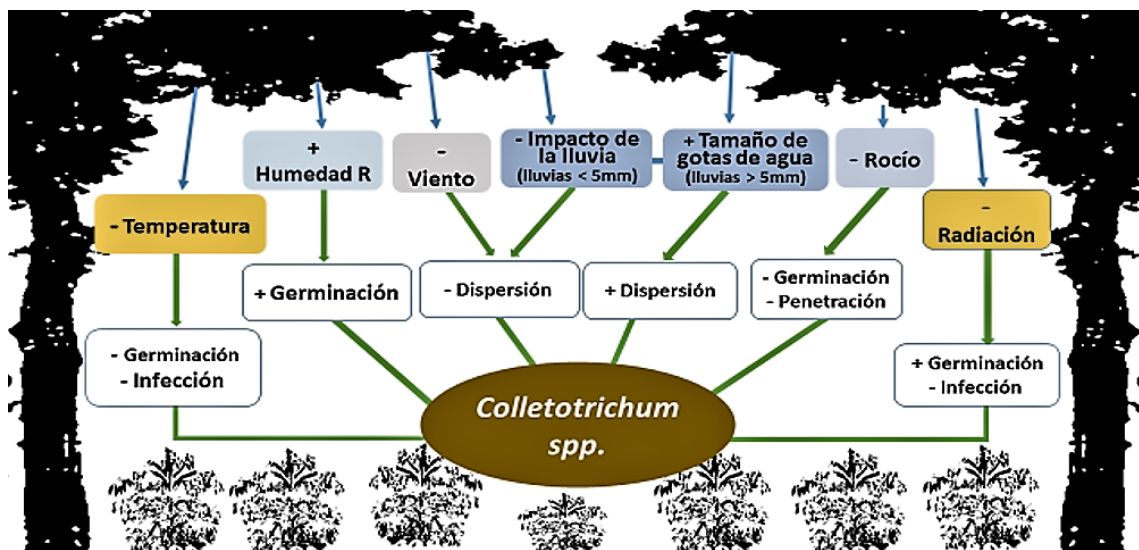 +
Humedad R
-
Viento
- Impacto de
la lluvia
(lluvias < 5mm)
+ Tamaño de
gotas de agua
(lluvias > 5mm)
- Rocío
- Temperatura
-
Radiación
+ Germinación
- Dispersión
+ Dispersión
- Germinación
- Penetración
- Germinación
- Infección
+ Germinación
- Infección
Colletotrichum
spp.